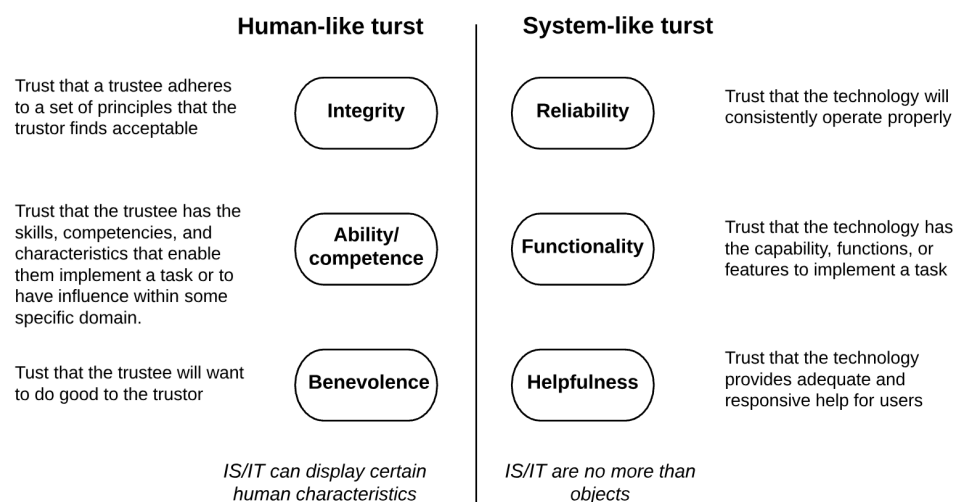 Human-like turst
System-like turst
Trust that a trustee adheres
to a set of principles that the
trustor finds acceptable
Integrity
Reliability
Trust that the technology will
consistently operate properly
Trust that the trustee has the
skills, competencies, and
characteristics that enable
them implement a task or to
have influence within some
specific domain.
Ability/
competence
Functionality
Trust that the technology has
the capability, functions, or
features to implement a task
Tust that the trustee will want
to do good to the trustor
Benevolence
Helpfulness
Trust that the technology
provides adequate and
responsive help for users
IS/IT can display certain
human characteristics
IS/IT are no more than
objects